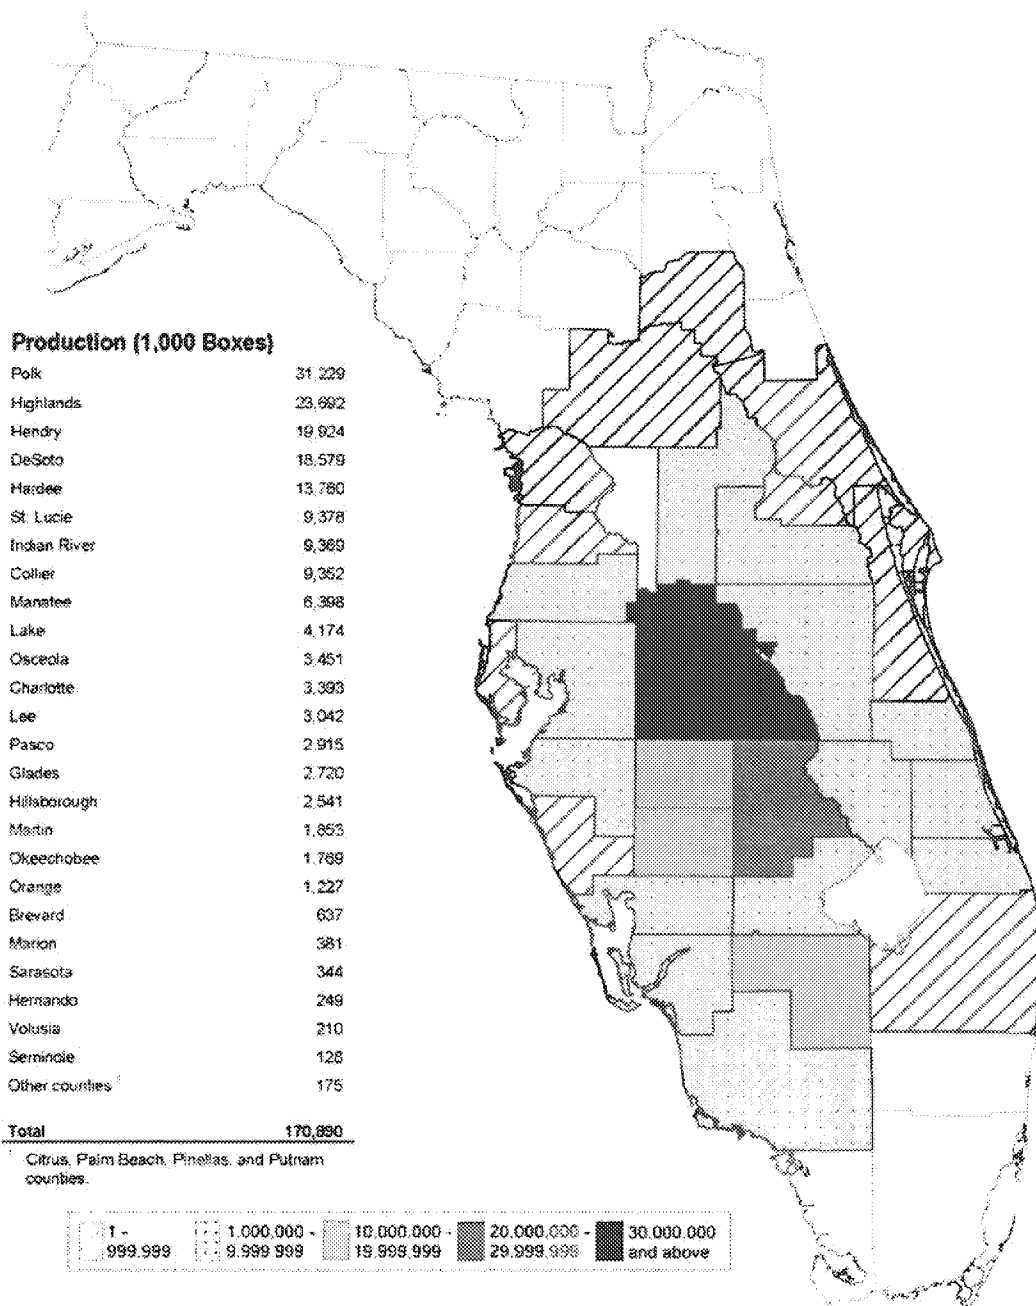 Production (1,000 Boxes)
Polk 31,229
Highlands 23,692
Hendry 19,924
DeSoto 18,579
Hardee 13,760
St. Lucie 9,378
Indian River 9,369
Collier 9,352
Manatee 6,398
Lake 4,174
Osceola 3,451
Charlotte 3,393
Lee 3,042
Pasco 2,915
Glades 2,720
Hillsborough 2,541
Martin 1,853
Okeechobee 1,769
Orange 1,227
Brevard 637
Marion 381
Sarasota 344
Hernando 249
Volusia 210
Seminole 128
Other counties ¹ 175
Total 170,890
¹ Citrus, Palm Beach, Pinellas, and Putnam
counties.
1 - 1,000,000 - 10,000,000 - 20,000,000 - 30,000,000
999,999 9,999,999 19,999,999 29,999,999 and above